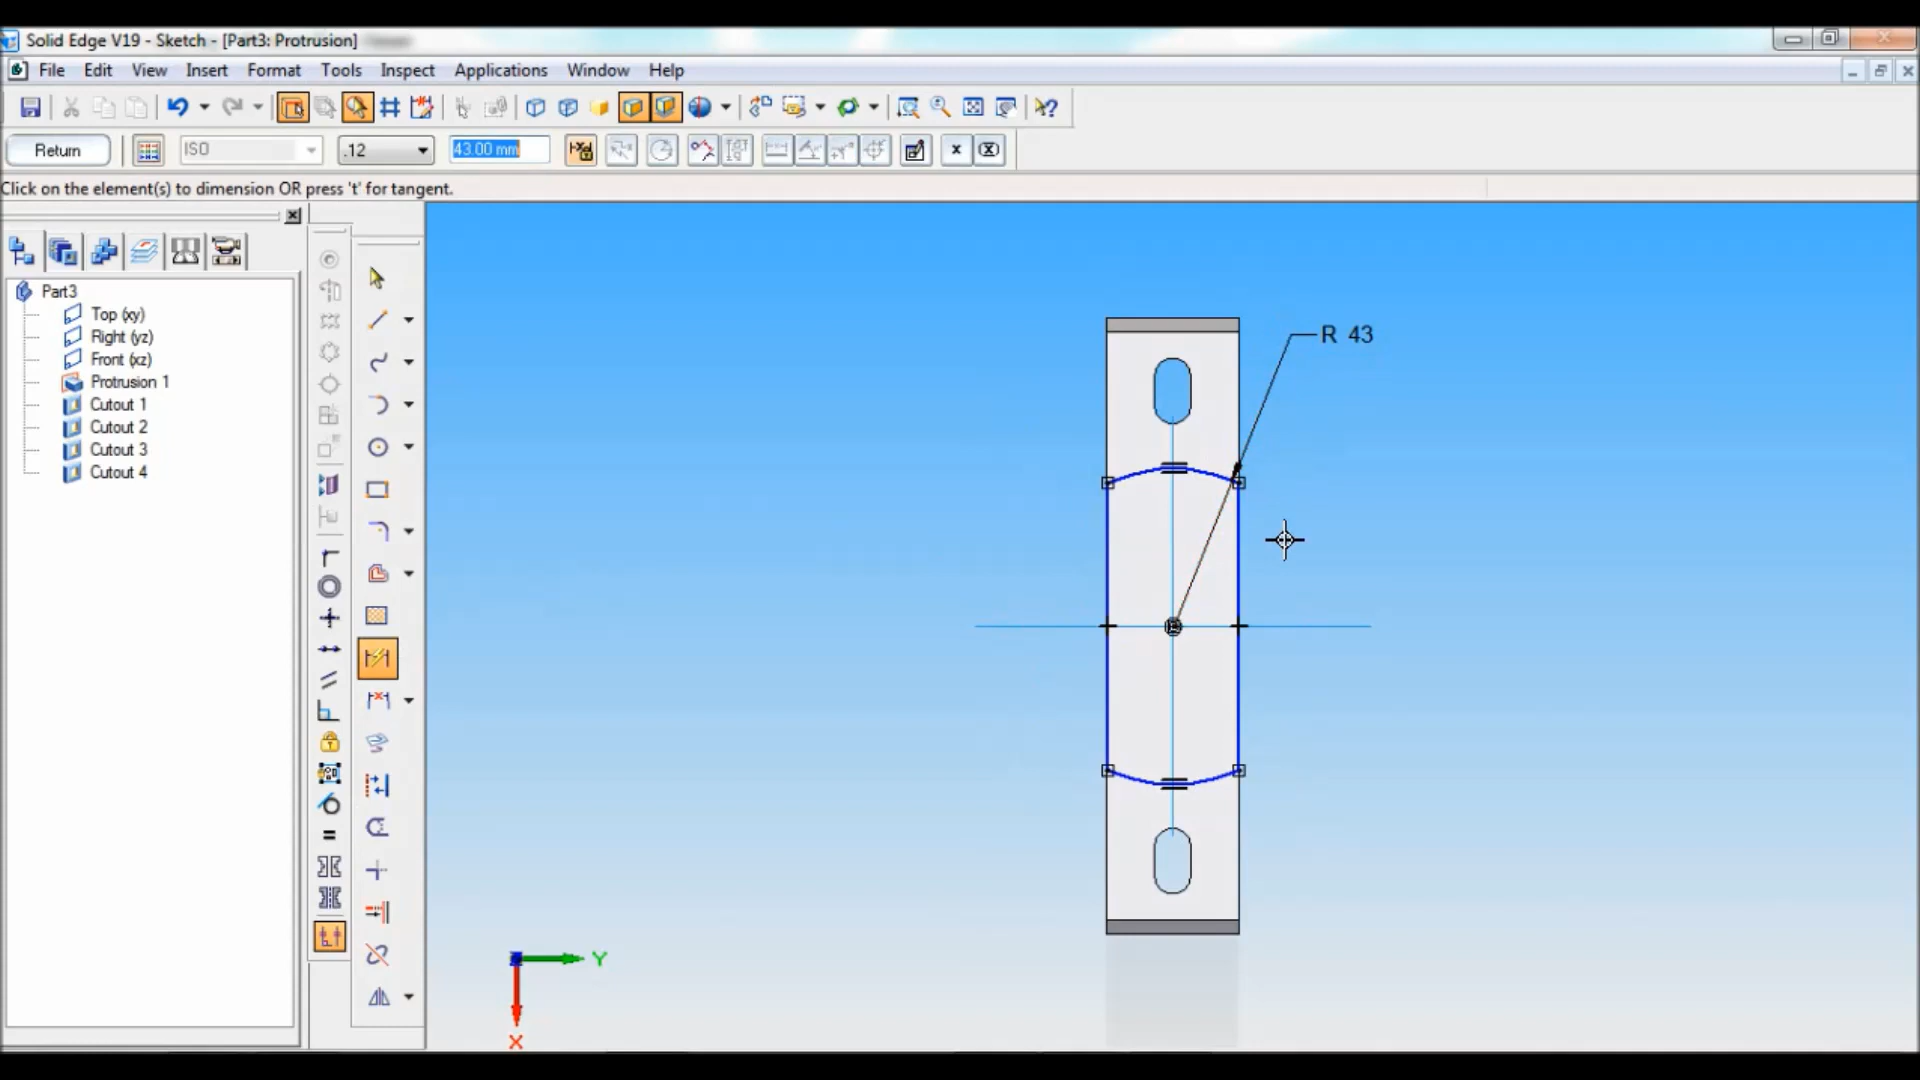 Solid Edge V19 - Sketch - [Part3: Protrusion]
File Edit View Insert Format Tools Inspect Applications Window Help
Return ISO .12 43.00 mm
Click on the element(s) to dimension OR press 't' for tangent.
Part3
Top (xy)
Right (yz)
Front (xz)
Protrusion 1
Cutout 1
Cutout 2
Cutout 3
Cutout 4
R 43
Y
X